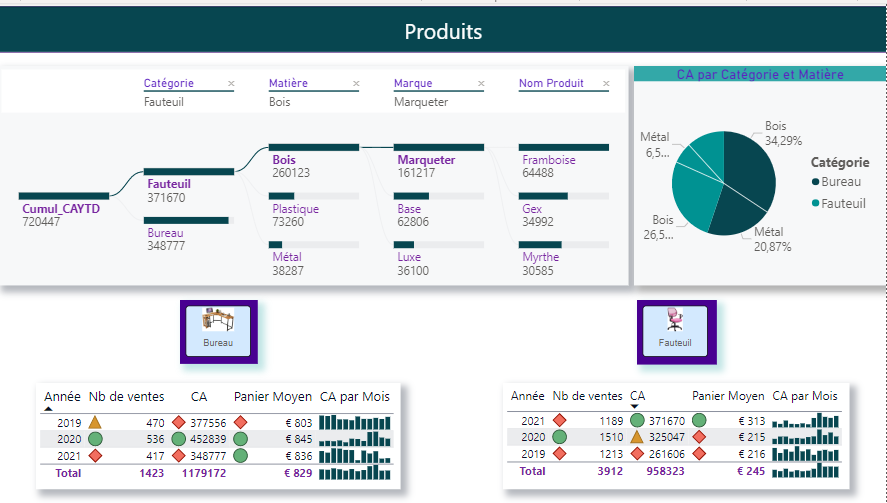 Produits
Catégorie × Matière × Marque × Nom Produit ×
Fauteuil Bois Marqueter
CA par Catégorie et Matière
Cumul_CAYTD
720447
Fauteuil
371670
Bureau
348777
Bois
260123
Plastique
73260
Métal
38287
Marqueter
161217
Base
62806
Luxe
36100
Framboise
64488
Gex
34992
Myrthe
30585
Bois
34,29%
Métal
20,87%
Bois
26,5...
Métal
6,5...
Catégorie
Bureau
Fauteuil
Bureau
Fauteuil
Année Nb de ventes CA Panier Moyen CA par Mois
2019 470 377556 € 803
2020 536 452839 € 845
2021 417 348777 € 836
Total 1423 1179172 € 829
Année Nb de ventes CA Panier Moyen CA par Mois
2021 1189 371670 € 313
2020 1510 325047 € 215
2019 1213 261606 € 216
Total 3912 958323 € 245